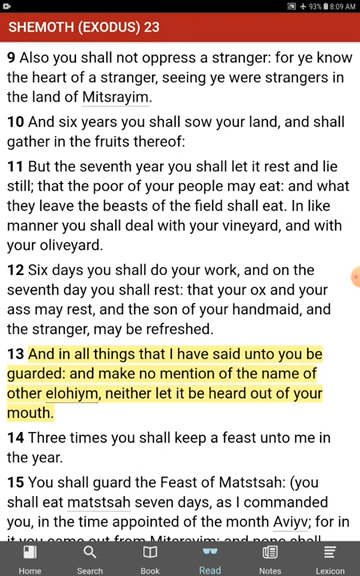 93% 8:09 AM
SHEMOTH (EXODUS) 23
9 Also you shall not oppress a stranger: for ye know
the heart of a stranger, seeing ye were strangers in
the land of Mitsrayim.
10 And six years you shall sow your land, and shall
gather in the fruits thereof:
11 But the seventh year you shall let it rest and lie
still; that the poor of your people may eat: and what
they leave the beasts of the field shall eat. In like
manner you shall deal with your vineyard, and with
your oliveyard.
12 Six days you shall do your work, and on the
seventh day you shall rest: that your ox and your
ass may rest, and the son of your handmaid, and
the stranger, may be refreshed.
13 And in all things that I have said unto you be
guarded: and make no mention of the name of
other elohiym, neither let it be heard out of your
mouth.
14 Three times you shall keep a feast unto me in
the year.
15 You shall guard the Feast of Matstsah: (you
shall eat matstsah seven days, as I commanded
you, in the time appointed of the month Aviyv; for in
it you came out from Mitsrayim: and none shall
Home Search Book Read Notes Lexicon